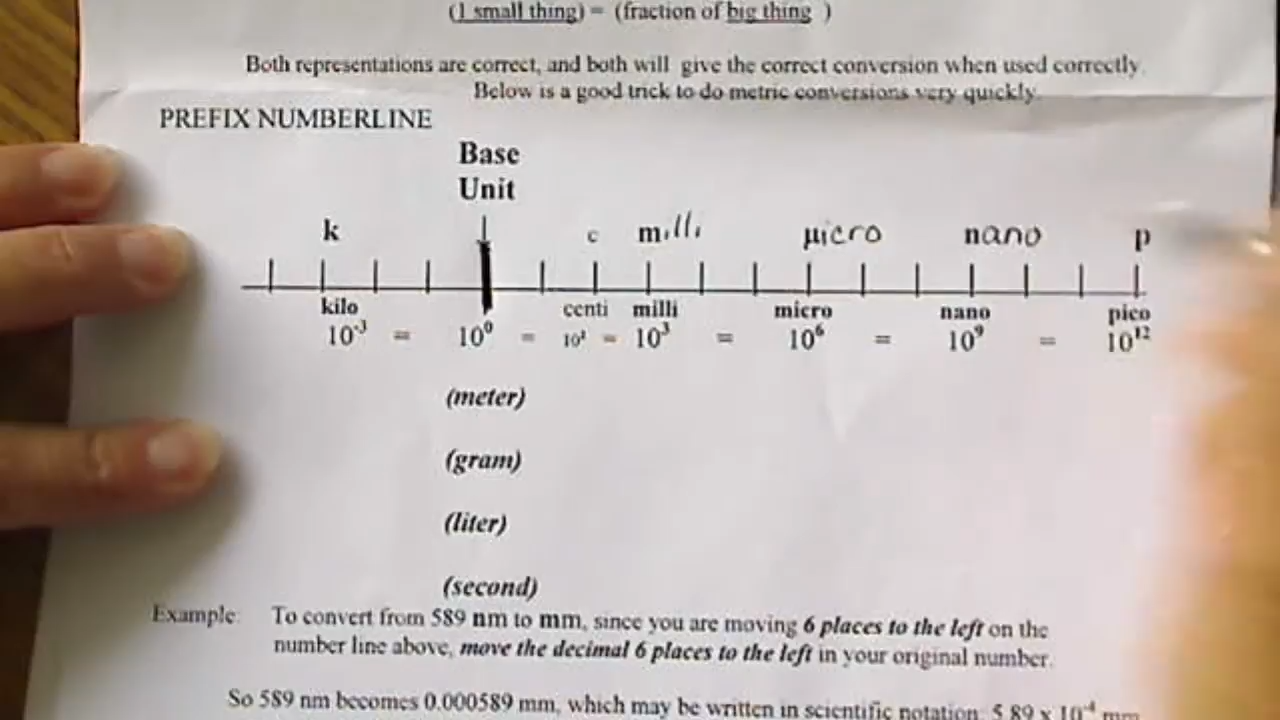 (1 small thing) = (fraction of big thing )
Both representations are correct, and both will give the correct conversion when used correctly.
Below is a good trick to do metric conversions very quickly.
PREFIX NUMBERLINE
Base
Unit
k c milli μicro nano p
kilo centi milli micro nano pico
10⁻³ = 10⁰ = 10² = 10³ = 10⁶ = 10⁹ = 10¹²
(meter)
(gram)
(liter)
(second)
Example: To convert from 589 nm to mm, since you are moving 6 places to the left on the
number line above, move the decimal 6 places to the left in your original number.
So 589 nm becomes 0.000589 mm, which may be written in scientific notation: 5.89 x 10⁻⁴ mm